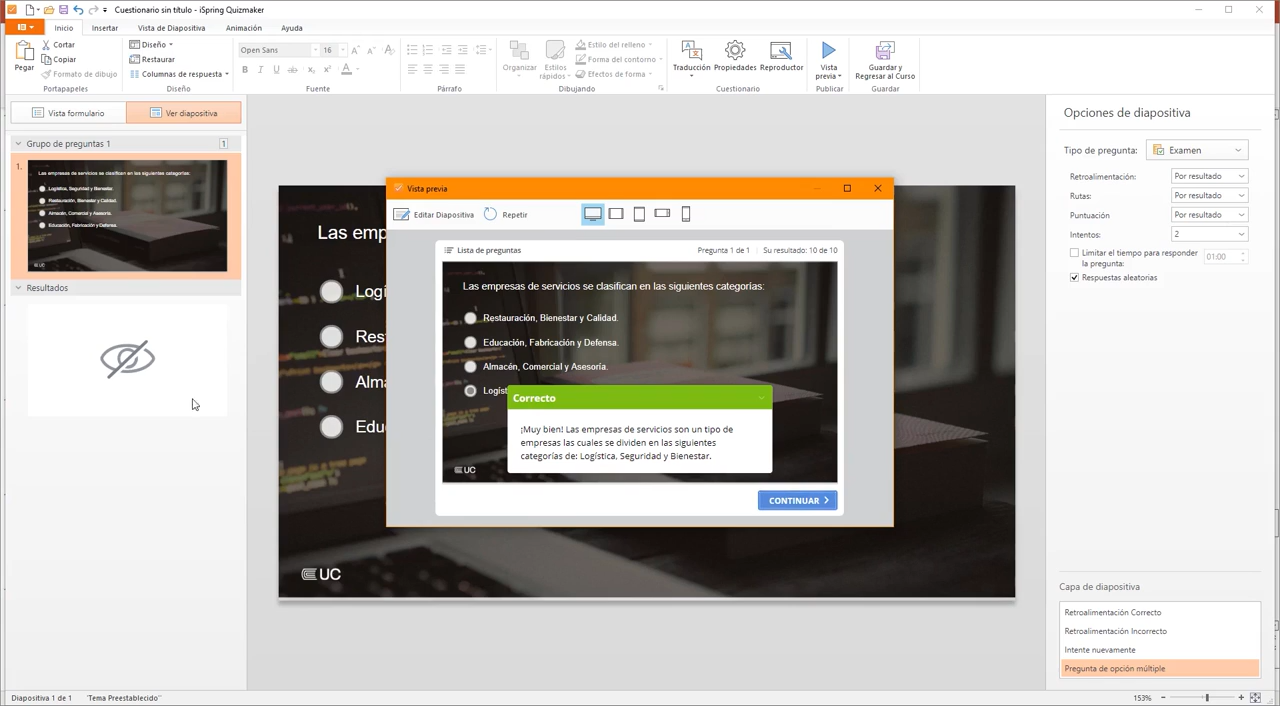 Cuestionario sin título - iSpring Quizmaker
Inicio
Insertar
Vista de Diapositiva
Animación
Ayuda
Pegar
Cortar
Copiar
Formato de dibujo
Portapapeles
Diseño
Restaurar
Columnas de respuesta
Diseño
Open Sans
16
Fuente
Párrafo
Organizar
Estilos rápidos
Estilo del relleno
Forma del contorno
Efectos de forma
Dibujando
Traducción
Propiedades
Reproductor
Cuestionario
Vista previa
Publicar
Guardar y Regresar al Curso
Guardar
Vista formulario
Ver diapositiva
Grupo de preguntas 1
1
1.
Las empresas de servicios se clasifican en las siguientes categorías:
Logística, Seguridad y Bienestar.
Restauración, Bienestar y Calidad.
Almacén, Comercial y Asesoría.
Educación, Fabricación y Defensa.
UC
Resultados
Las emp
Logí
Res
Alma
Edu
UC
Vista previa
Editar Diapositiva
Repetir
Lista de preguntas
Pregunta 1 de 1
Su resultado: 10 de 10
Las empresas de servicios se clasifican en las siguientes categorías:
Restauración, Bienestar y Calidad.
Educación, Fabricación y Defensa.
Almacén, Comercial y Asesoría.
Logíst
Correcto
¡Muy bien! Las empresas de servicios son un tipo de
empresas las cuales se dividen en las siguientes
categorías de: Logística, Seguridad y Bienestar.
UC
CONTINUAR
Opciones de diapositiva
Tipo de pregunta:
Examen
Retroalimentación:
Por resultado
Rutas:
Por resultado
Puntuación:
Por resultado
Intentos:
2
Limitar el tiempo para responder
la pregunta:
01:00
Respuestas aleatorias
Capa de diapositiva
Retroalimentación Correcto
Retroalimentación Incorrecto
Intente nuevamente
Pregunta de opción múltiple
Diapositiva 1 de 1
"Tema Preestablecido"
153%